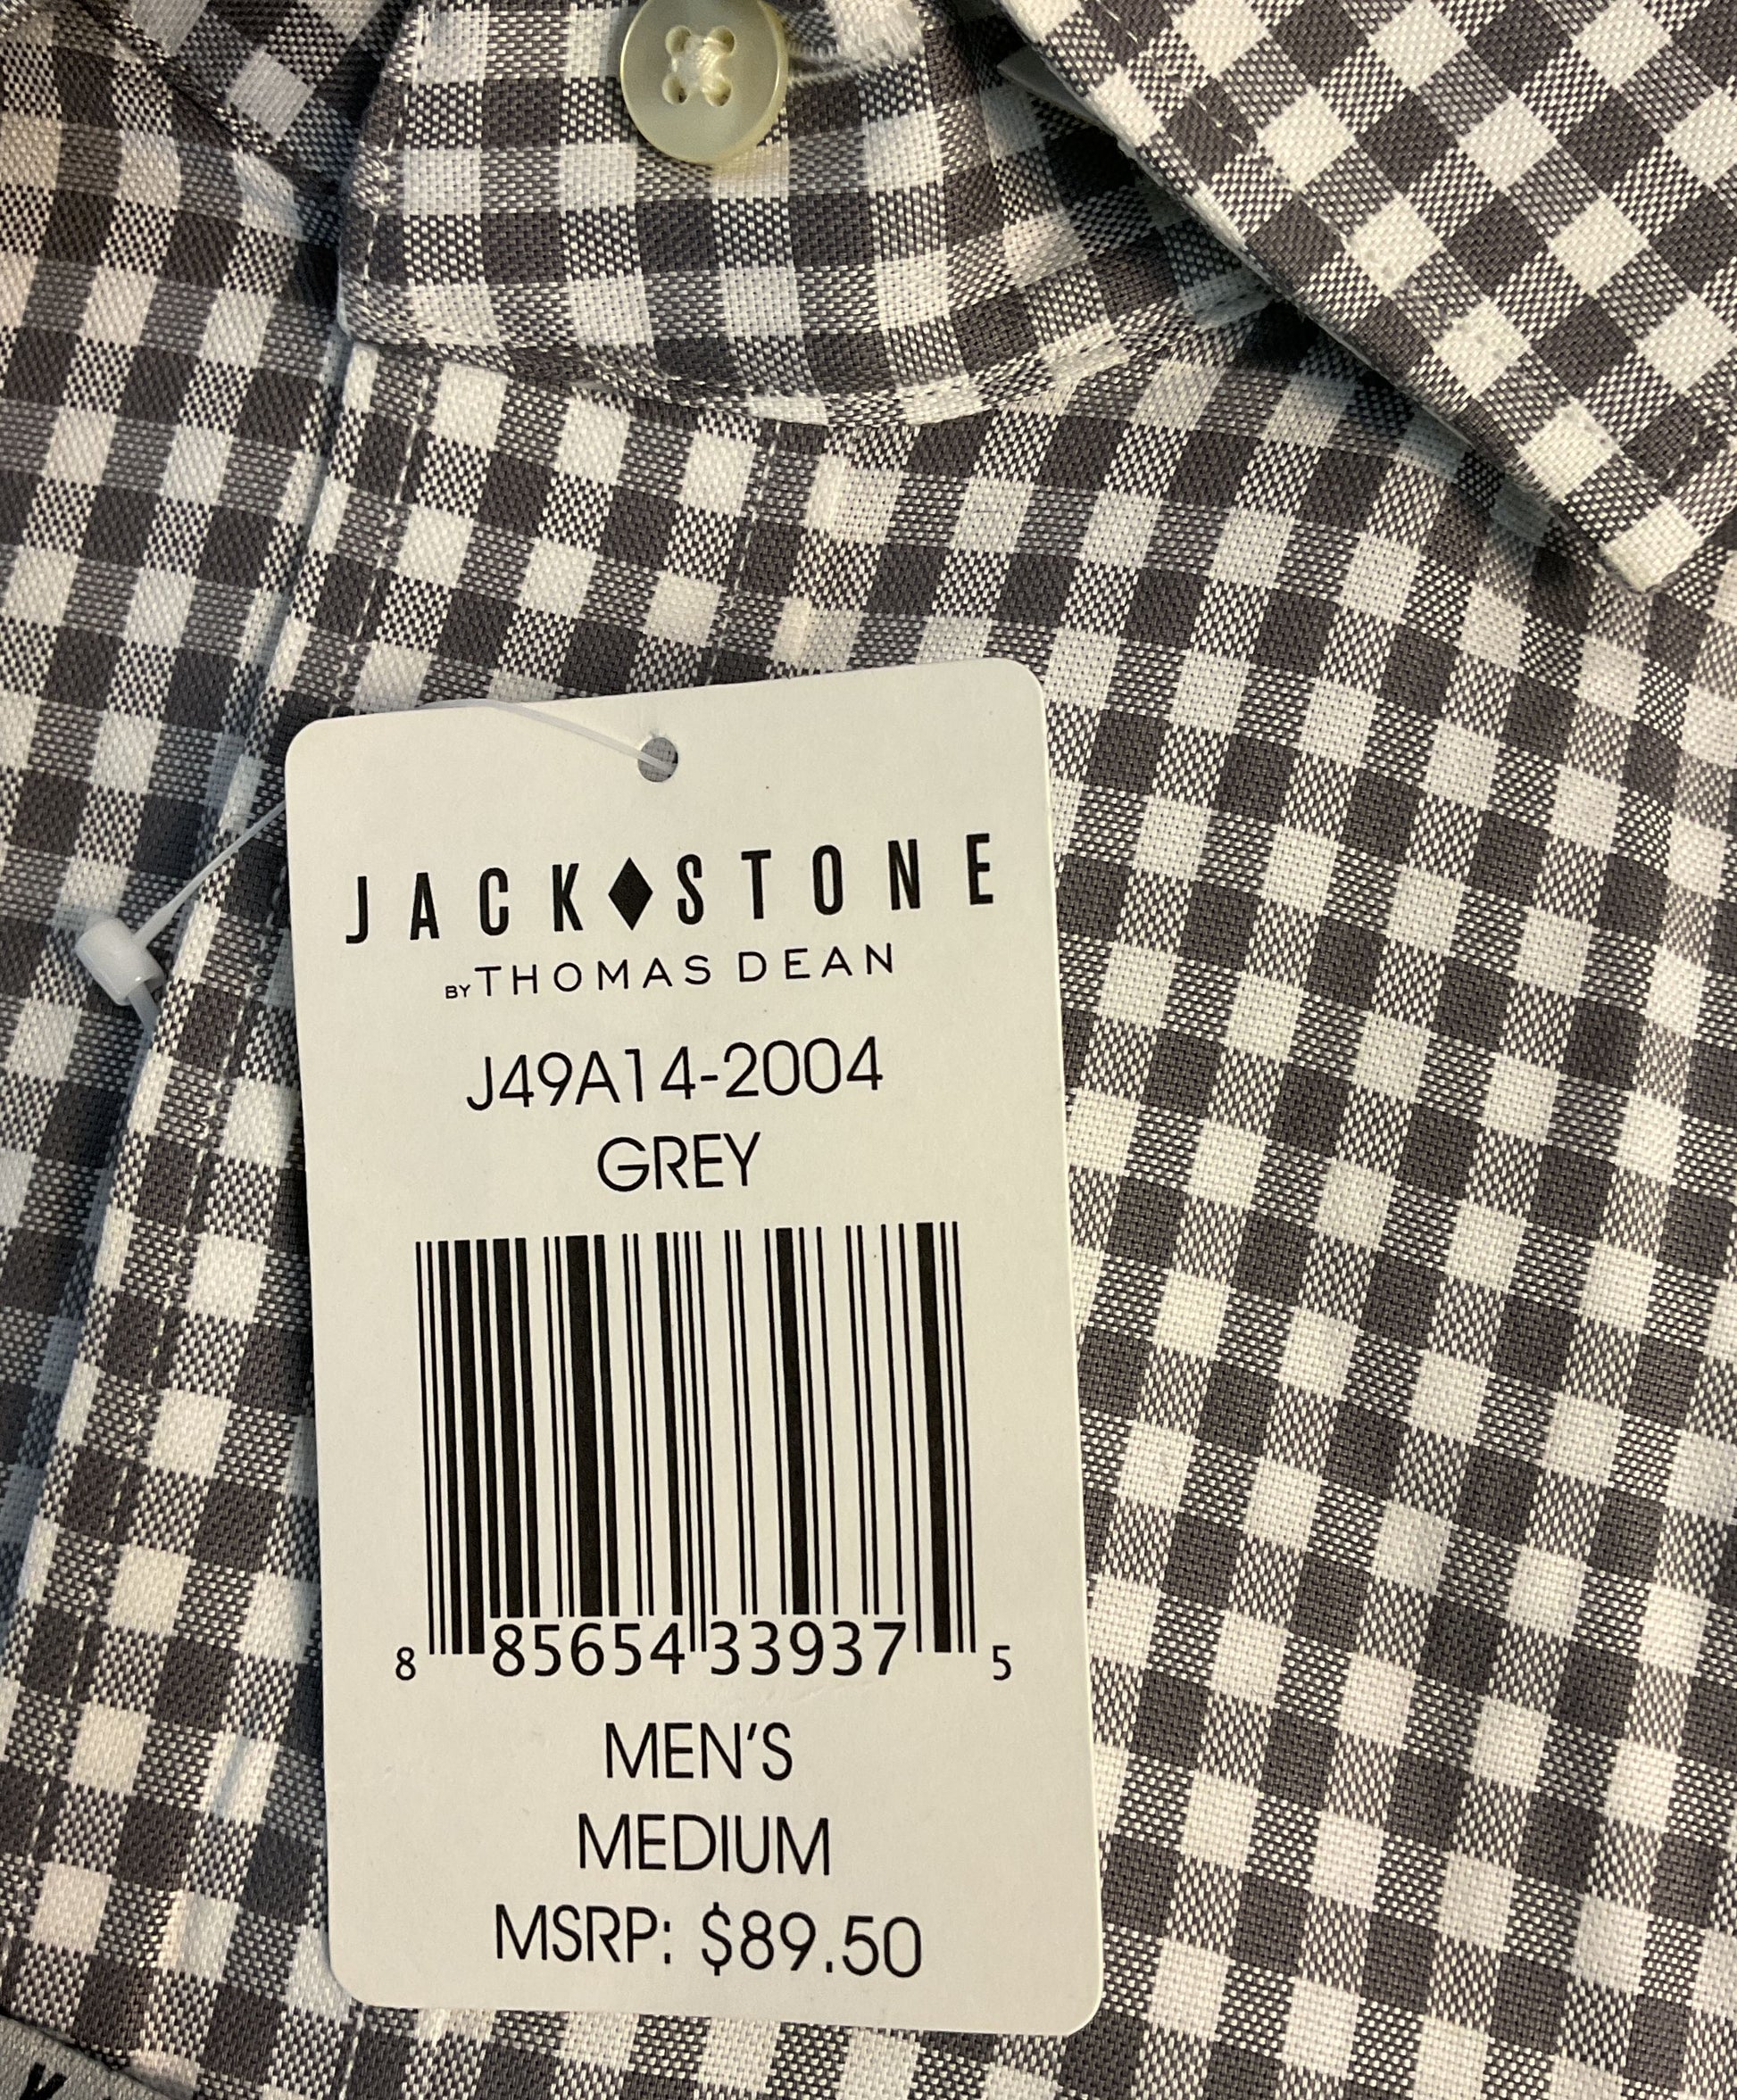 JACK♦STONE
BY THOMAS DEAN
J49A14-2004
GREY
8 85654 33937 5
MEN'S
MEDIUM
MSRP: $89.50